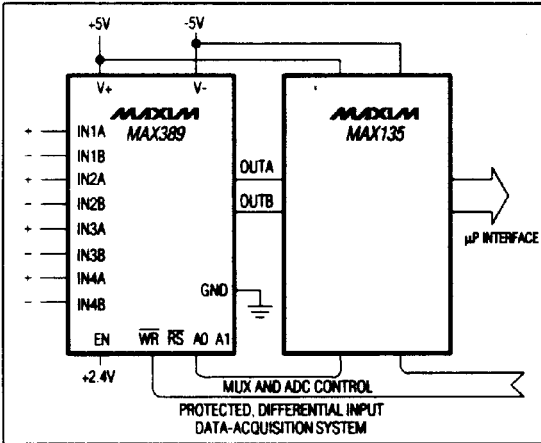 +5V -5V
V+ V-
MAXIM MAXIM
MAX389 MAX135
+ IN1A
− IN1B
+ IN2A OUTA
− IN2B OUTB
+ IN3A
− IN3B µP INTERFACE
+ IN4A GND
− IN4B
EN WR RS A0 A1
+2.4V
MUX AND ADC CONTROL
PROTECTED, DIFFERENTIAL INPUT
DATA-ACQUISITION SYSTEM